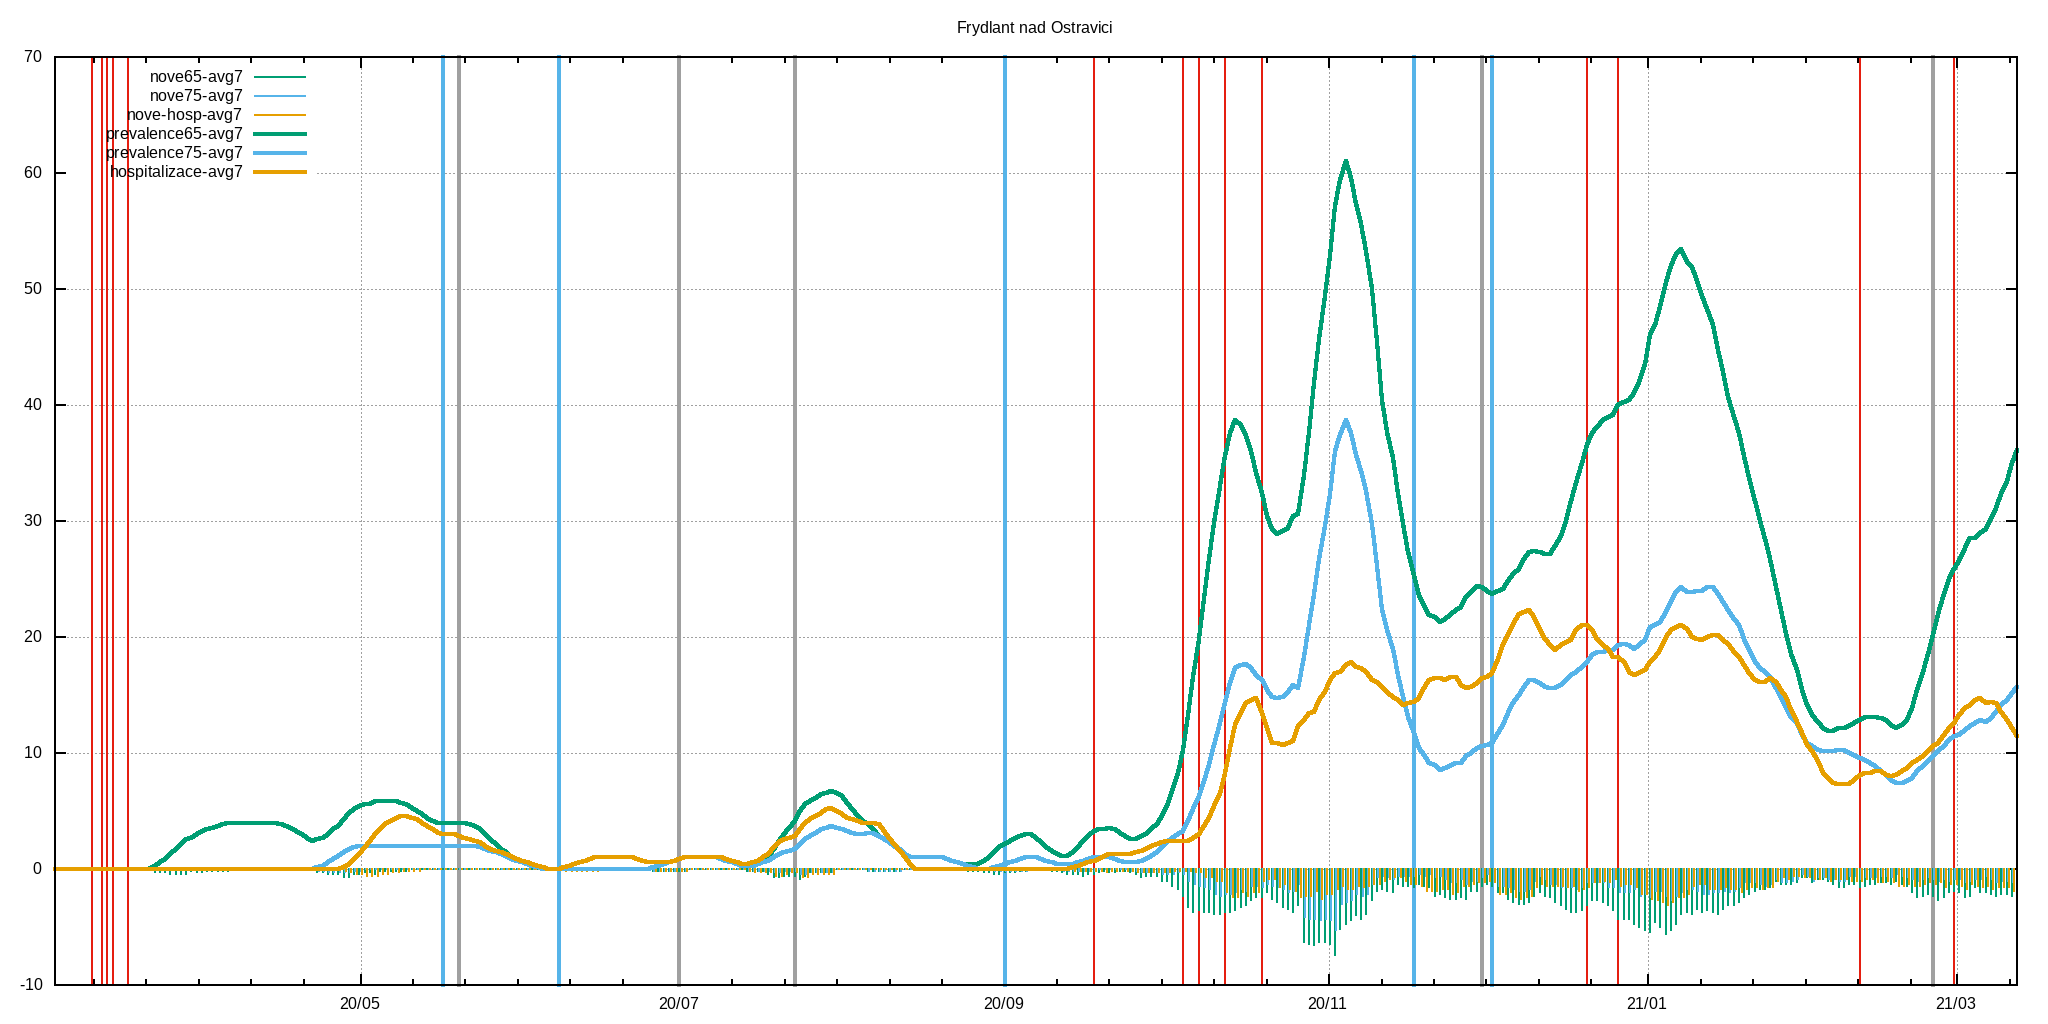 Frydlant nad Ostravici
70
nove65-avg7
nove75-avg7
nove-hosp-avg7
prevalence65-avg7
prevalence75-avg7
hospitalizace-avg7
60
50
40
30
20
10
0
-10
20/05 20/07 20/09 20/11 21/01 21/03